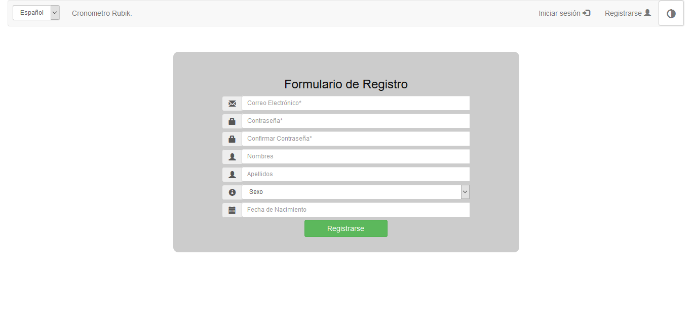 Español
Cronometro Rubik.
Iniciar sesión
Registrarse
Formulario de Registro
Correo Electrónico*
Contraseña*
Confirmar Contraseña*
Nombres
Apellidos
Sexo
Fecha de Nacimiento
Registrarse